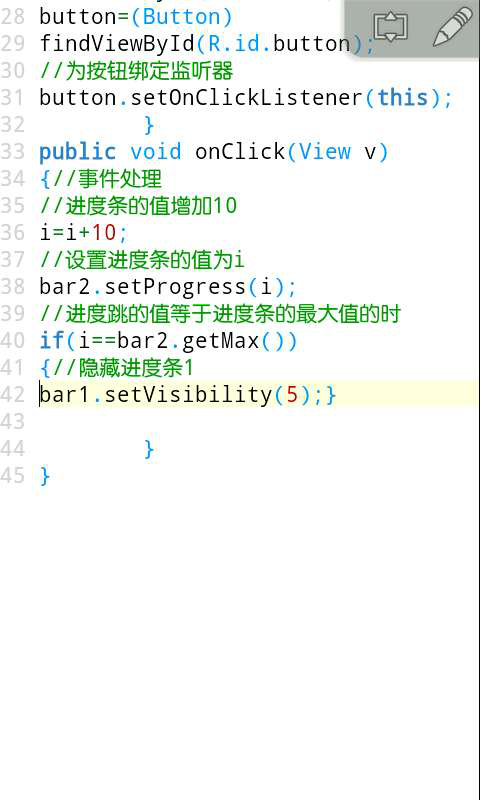 28 button=(Button)
29 findViewById(R.id.button);
30 //为按钮绑定监听器
31 button.setOnClickListener(this);
32 }
33 public void onClick(View v)
34 {//事件处理
35 //进度条的值增加10
36 i=i+10;
37 //设置进度条的值为i
38 bar2.setProgress(i);
39 //进度跳的值等于进度条的最大值的时
40 if(i==bar2.getMax())
41 {//隐藏进度条1
42 bar1.setVisibility(5);}
43
44 }
45 }